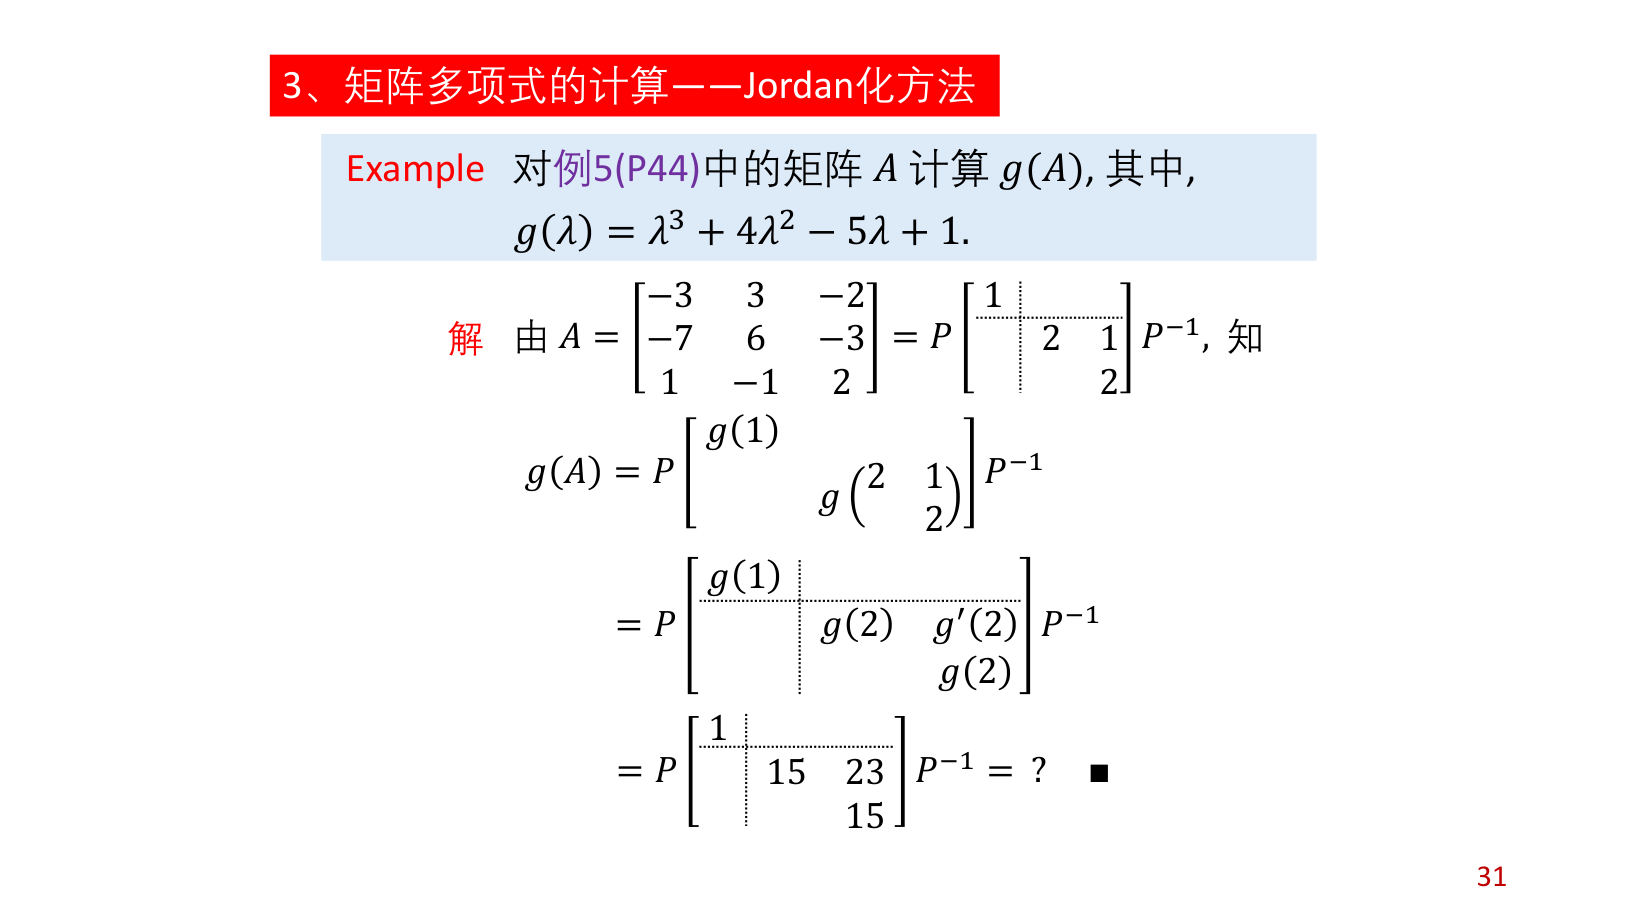 3、矩阵多项式的计算——Jordan化方法
Example 对例5(P44)中的矩阵 A 计算 g(A), 其中,
g(λ) = λ³ + 4λ² − 5λ + 1.
解 由 A = [−3 3 −2; −7 6 −3; 1 −1 2] = P [1; 2 1; 2] P⁻¹, 知
g(A) = P [g(1); g(2 1; 2)] P⁻¹
= P [g(1); g(2) g′(2); g(2)] P⁻¹
= P [1; 15 23; 15] P⁻¹ = ? ■
31